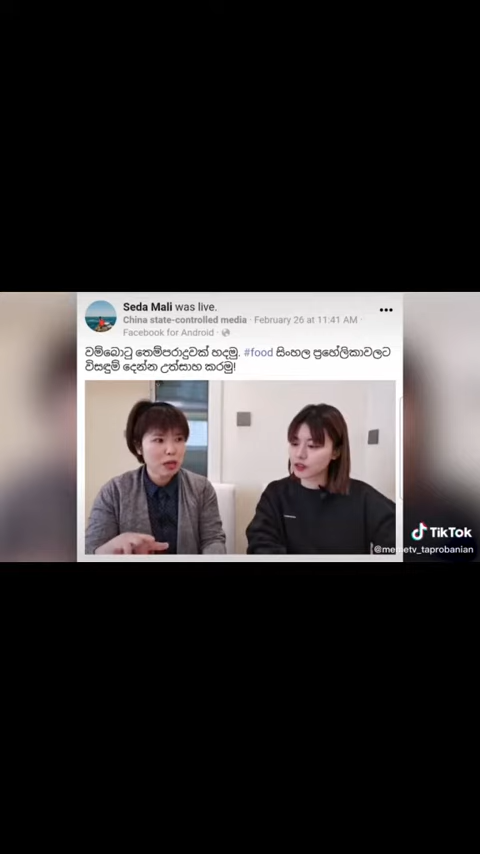 Seda Mali was live.
China state-controlled media · February 26 at 11:41 AM ·
Facebook for Android ·
වම්බොටු තෙම්පරාදුවක් හදමු. #food සිංහල ප්‍රහේලිකාවලට
විසඳුම් දෙන්න උත්සාහ කරමු!
TikTok
@memetv_taprobanian